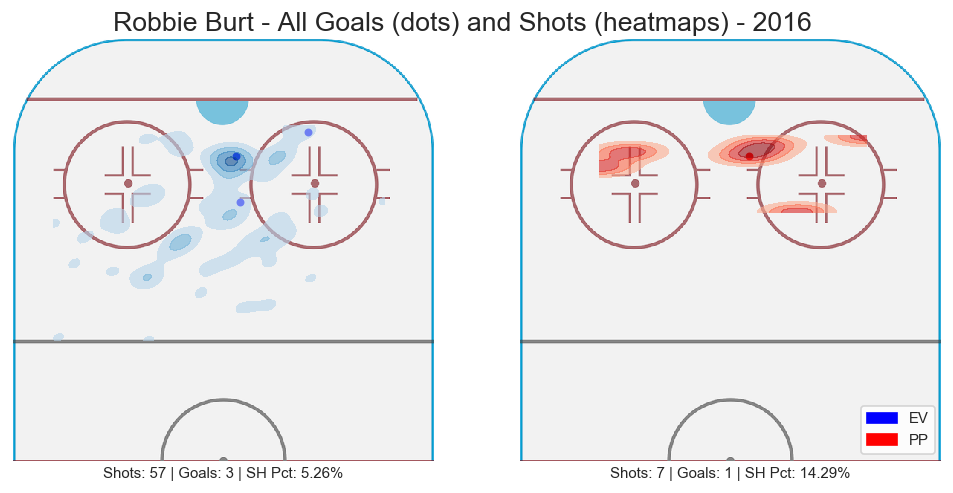 Robbie Burt - All Goals (dots) and Shots (heatmaps) - 2016
EV
PP
Shots: 57 | Goals: 3 | SH Pct: 5.26%
Shots: 7 | Goals: 1 | SH Pct: 14.29%